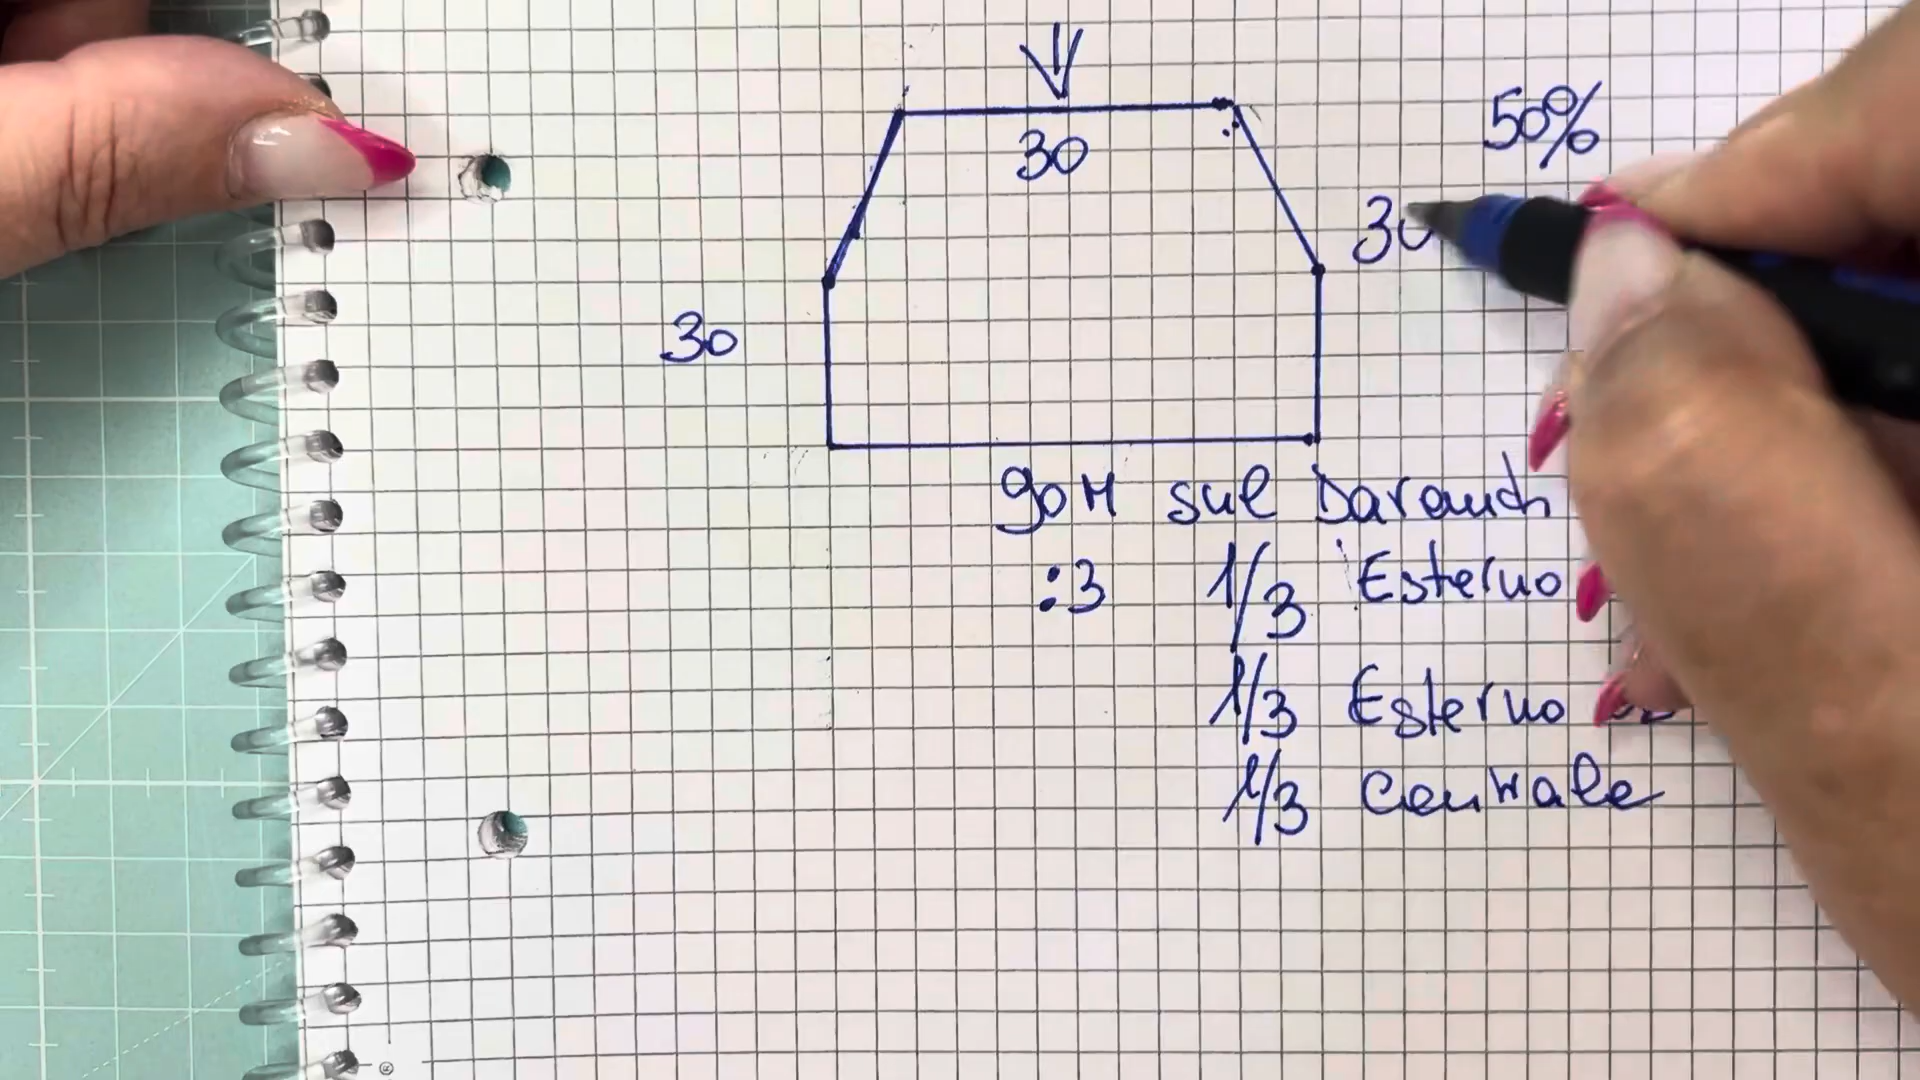 50%
30
30
30
90 M sul Davanti
:3 1/3 Esterno
1/3 Esterno
1/3 Centrale
®